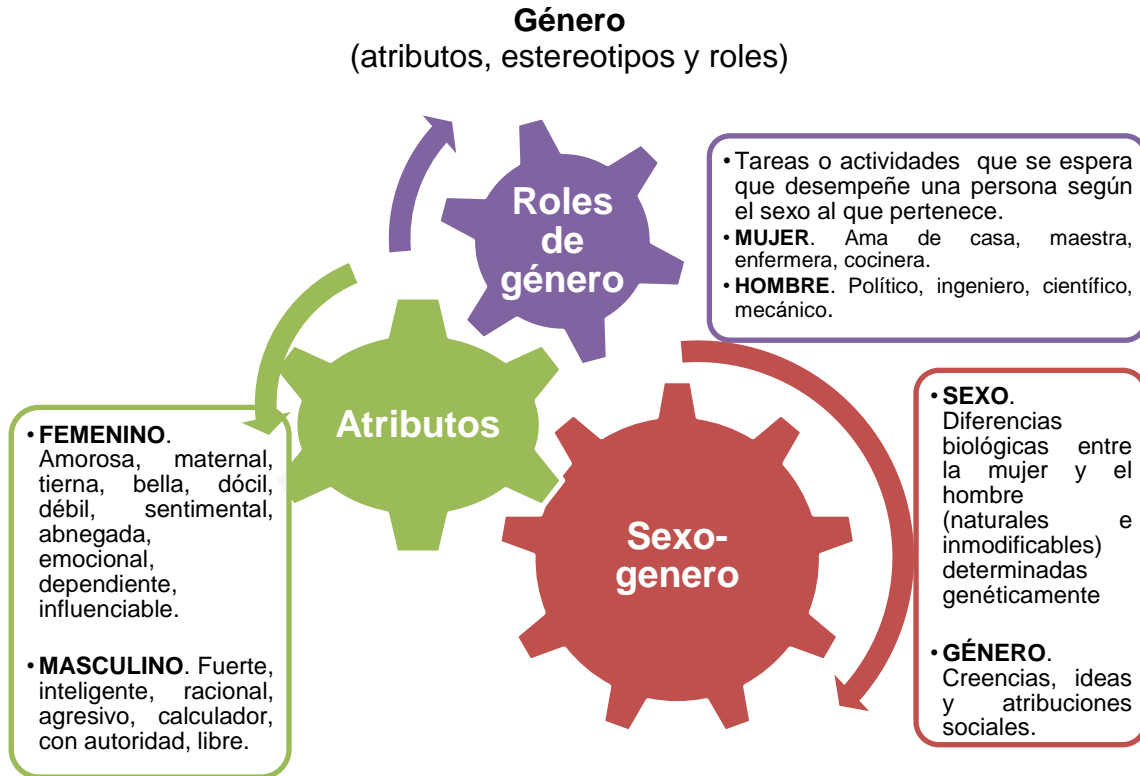 Género
(atributos, estereotipos y roles)
Roles
de
género
• Tareas o actividades que se espera
que desempeñe una persona según
el sexo al que pertenece.
• MUJER. Ama de casa, maestra,
enfermera, cocinera.
• HOMBRE. Político, ingeniero, científico,
mecánico.
Atributos
• FEMENINO.
Amorosa, maternal,
tierna, bella, dócil,
débil, sentimental,
abnegada,
emocional,
dependiente,
influenciable.
• MASCULINO. Fuerte,
inteligente, racional,
agresivo, calculador,
con autoridad, libre.
Sexo-
genero
• SEXO.
Diferencias
biológicas entre
la mujer y el
hombre
(naturales e
inmodificables)
determinadas
genéticamente
• GÉNERO.
Creencias, ideas
y atribuciones
sociales.